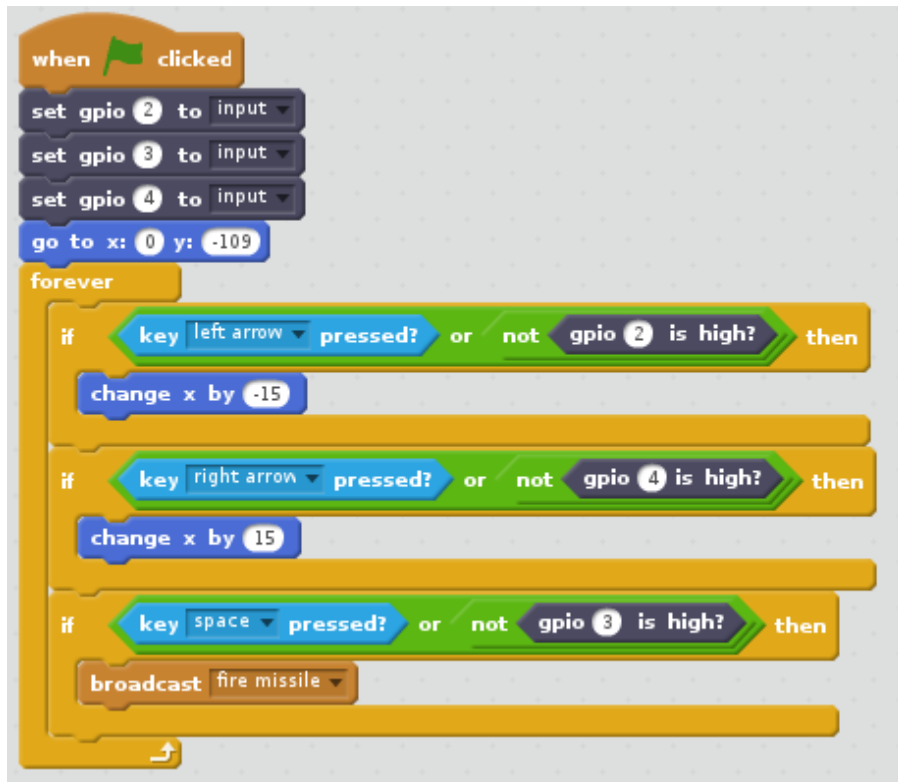 when clicked
set gpio 2 to input
set gpio 3 to input
set gpio 4 to input
go to x: 0 y: -109
forever
if key left arrow pressed? or not gpio 2 is high? then
change x by -15
if key right arrow pressed? or not gpio 4 is high? then
change x by 15
if key space pressed? or not gpio 3 is high? then
broadcast fire missile